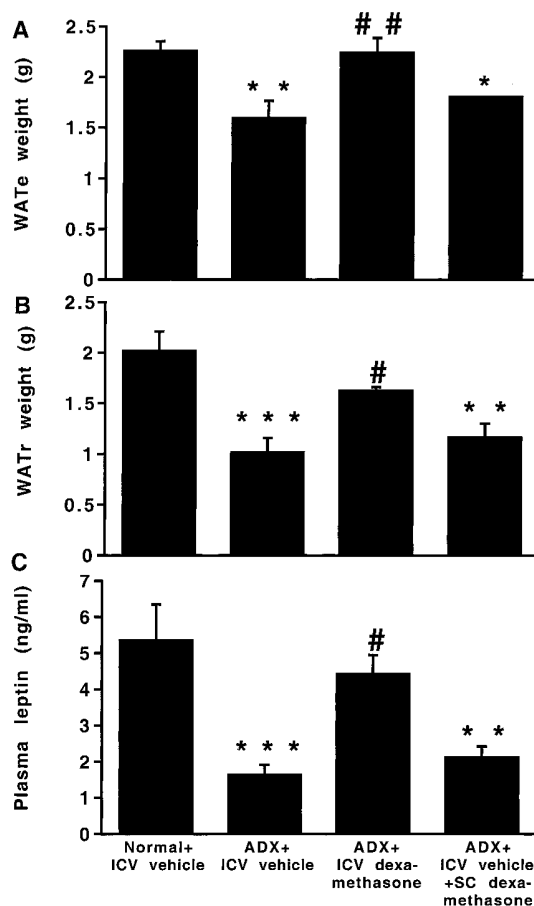 A
WATe weight (g)
2.5
2
1.5
1
0.5
0
* *
# #
*
B
WATr weight (g)
2.5
2
1.5
1
0.5
0
* * *
#
* *
C
Plasma leptin (ng/ml)
7
6
5
4
3
2
1
0
* * *
#
* *
Normal+
ICV vehicle
ADX+
ICV vehicle
ADX+
ICV dexa-
methasone
ADX+
ICV vehicle
+SC dexa-
methasone